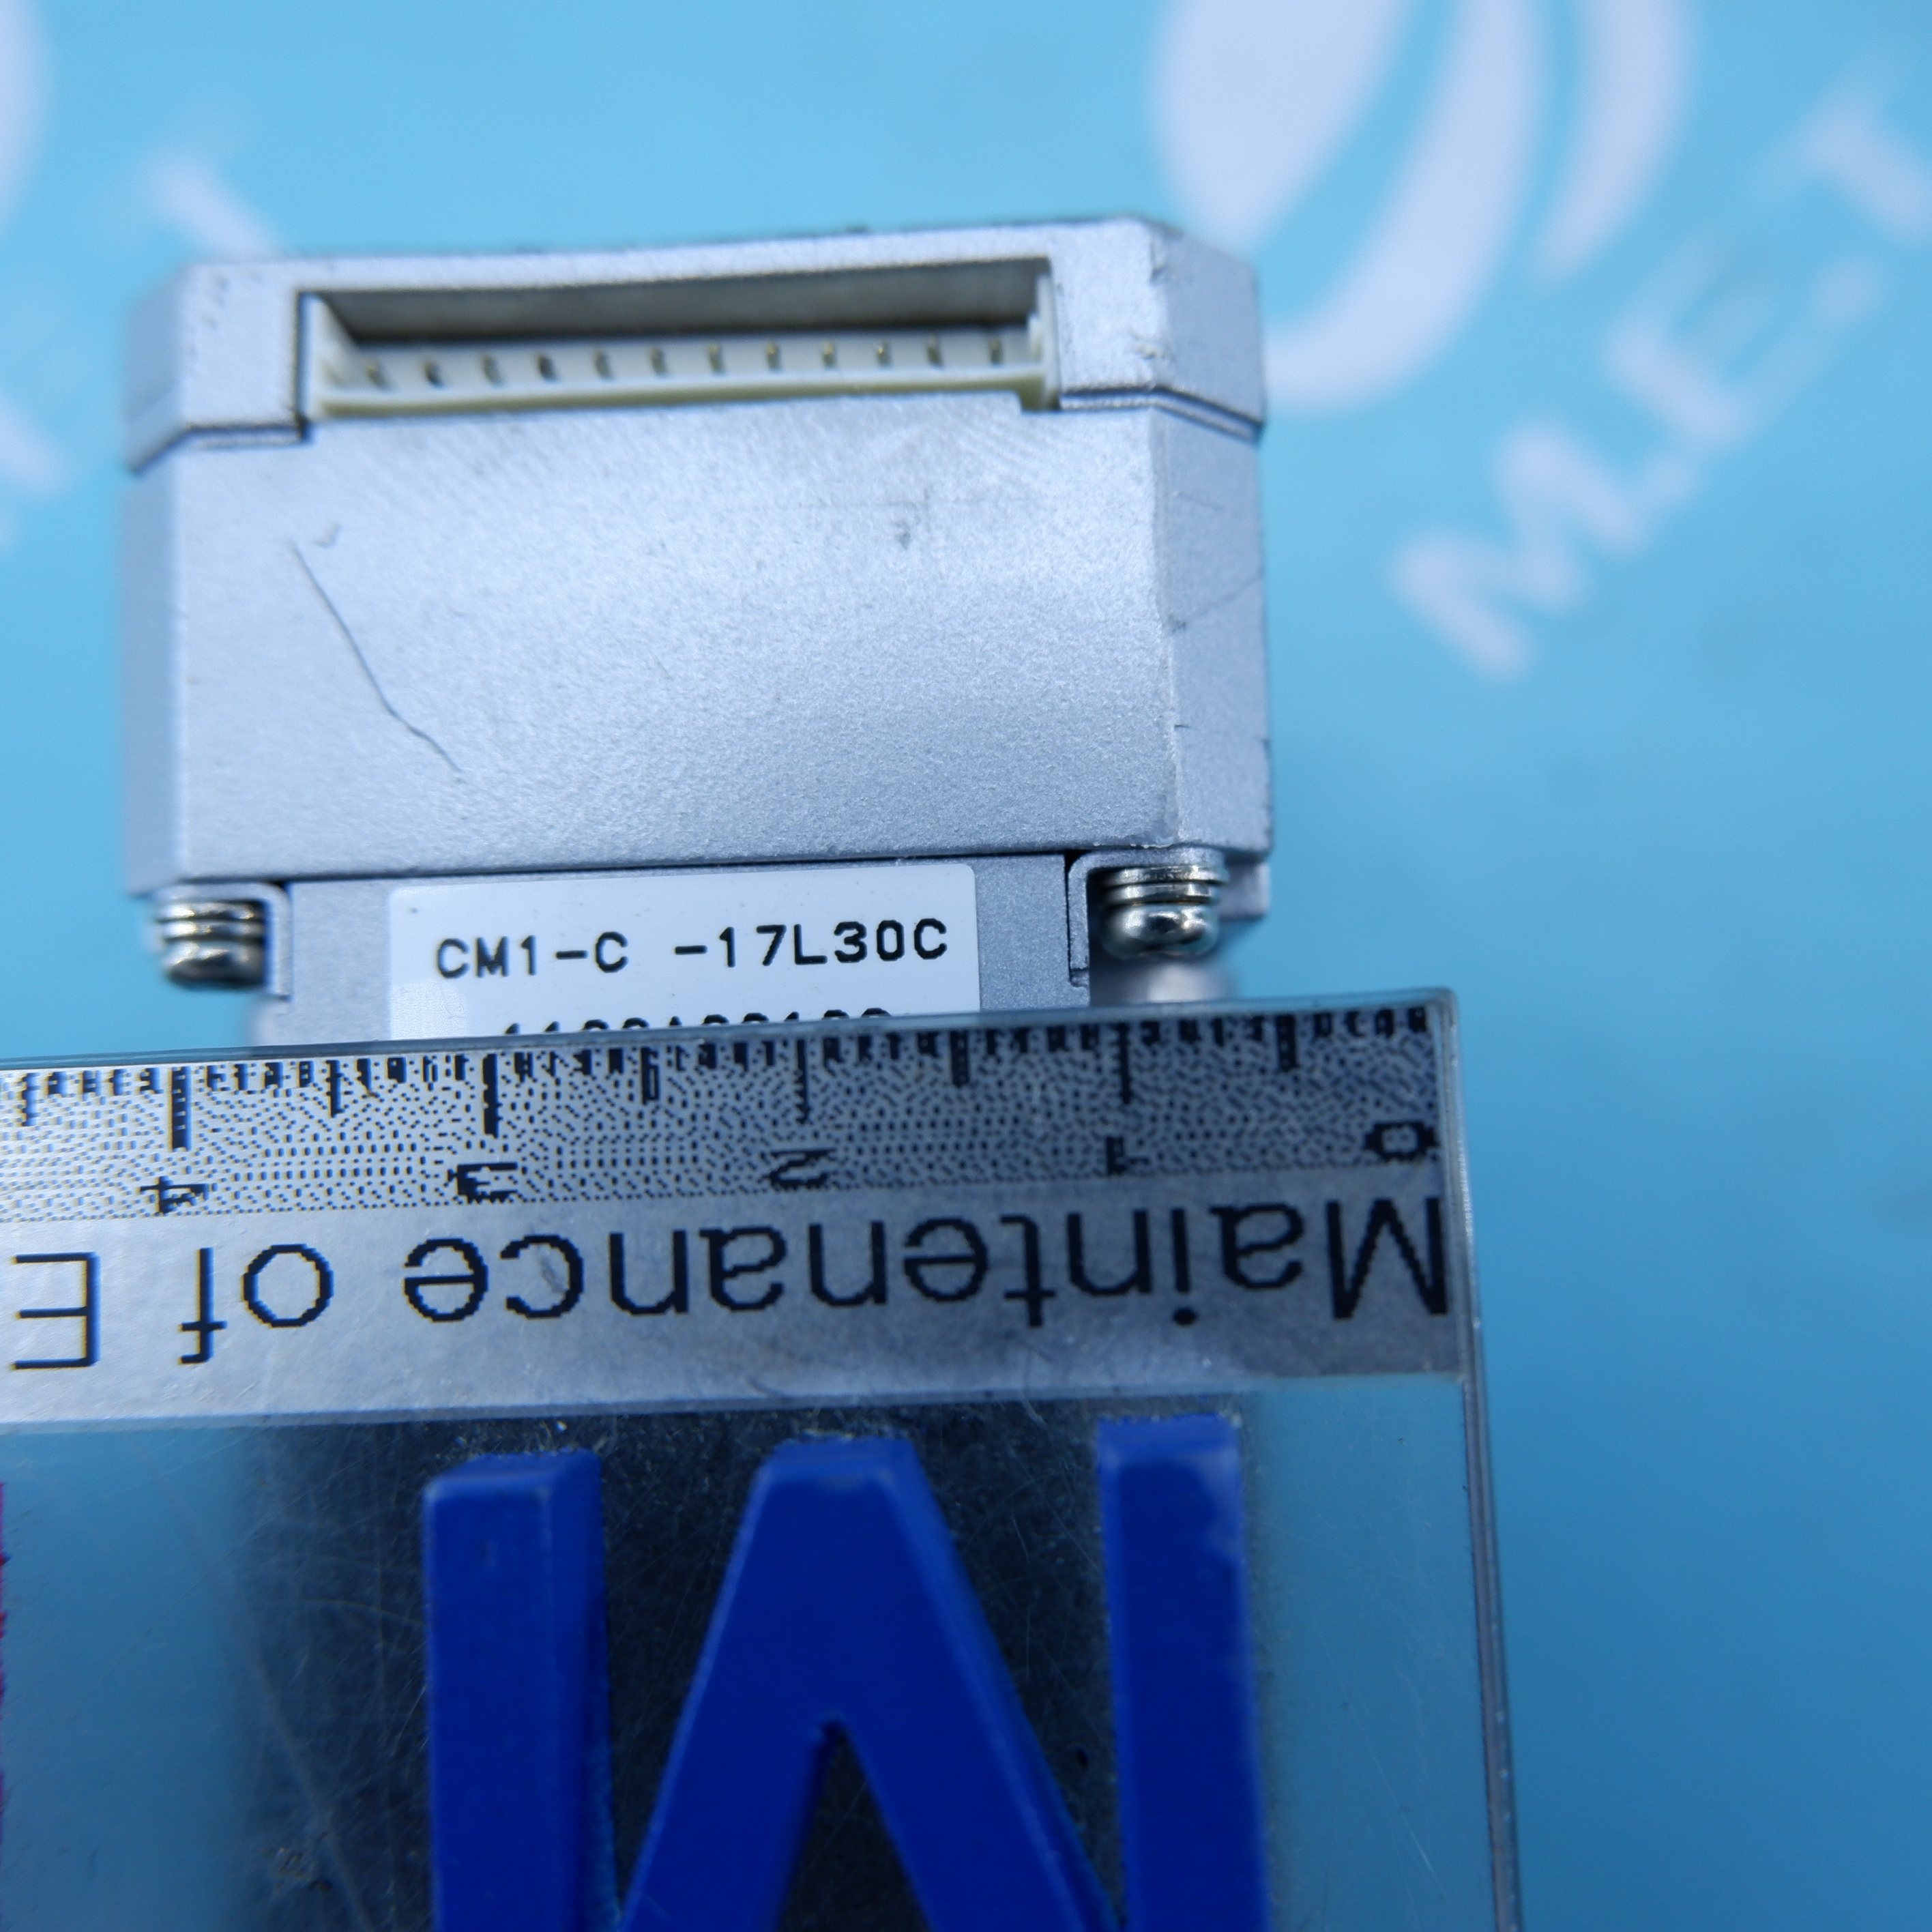 M.E.T
CM1-C -17L30C
4 3 2 1 0
Maintenance of E
M